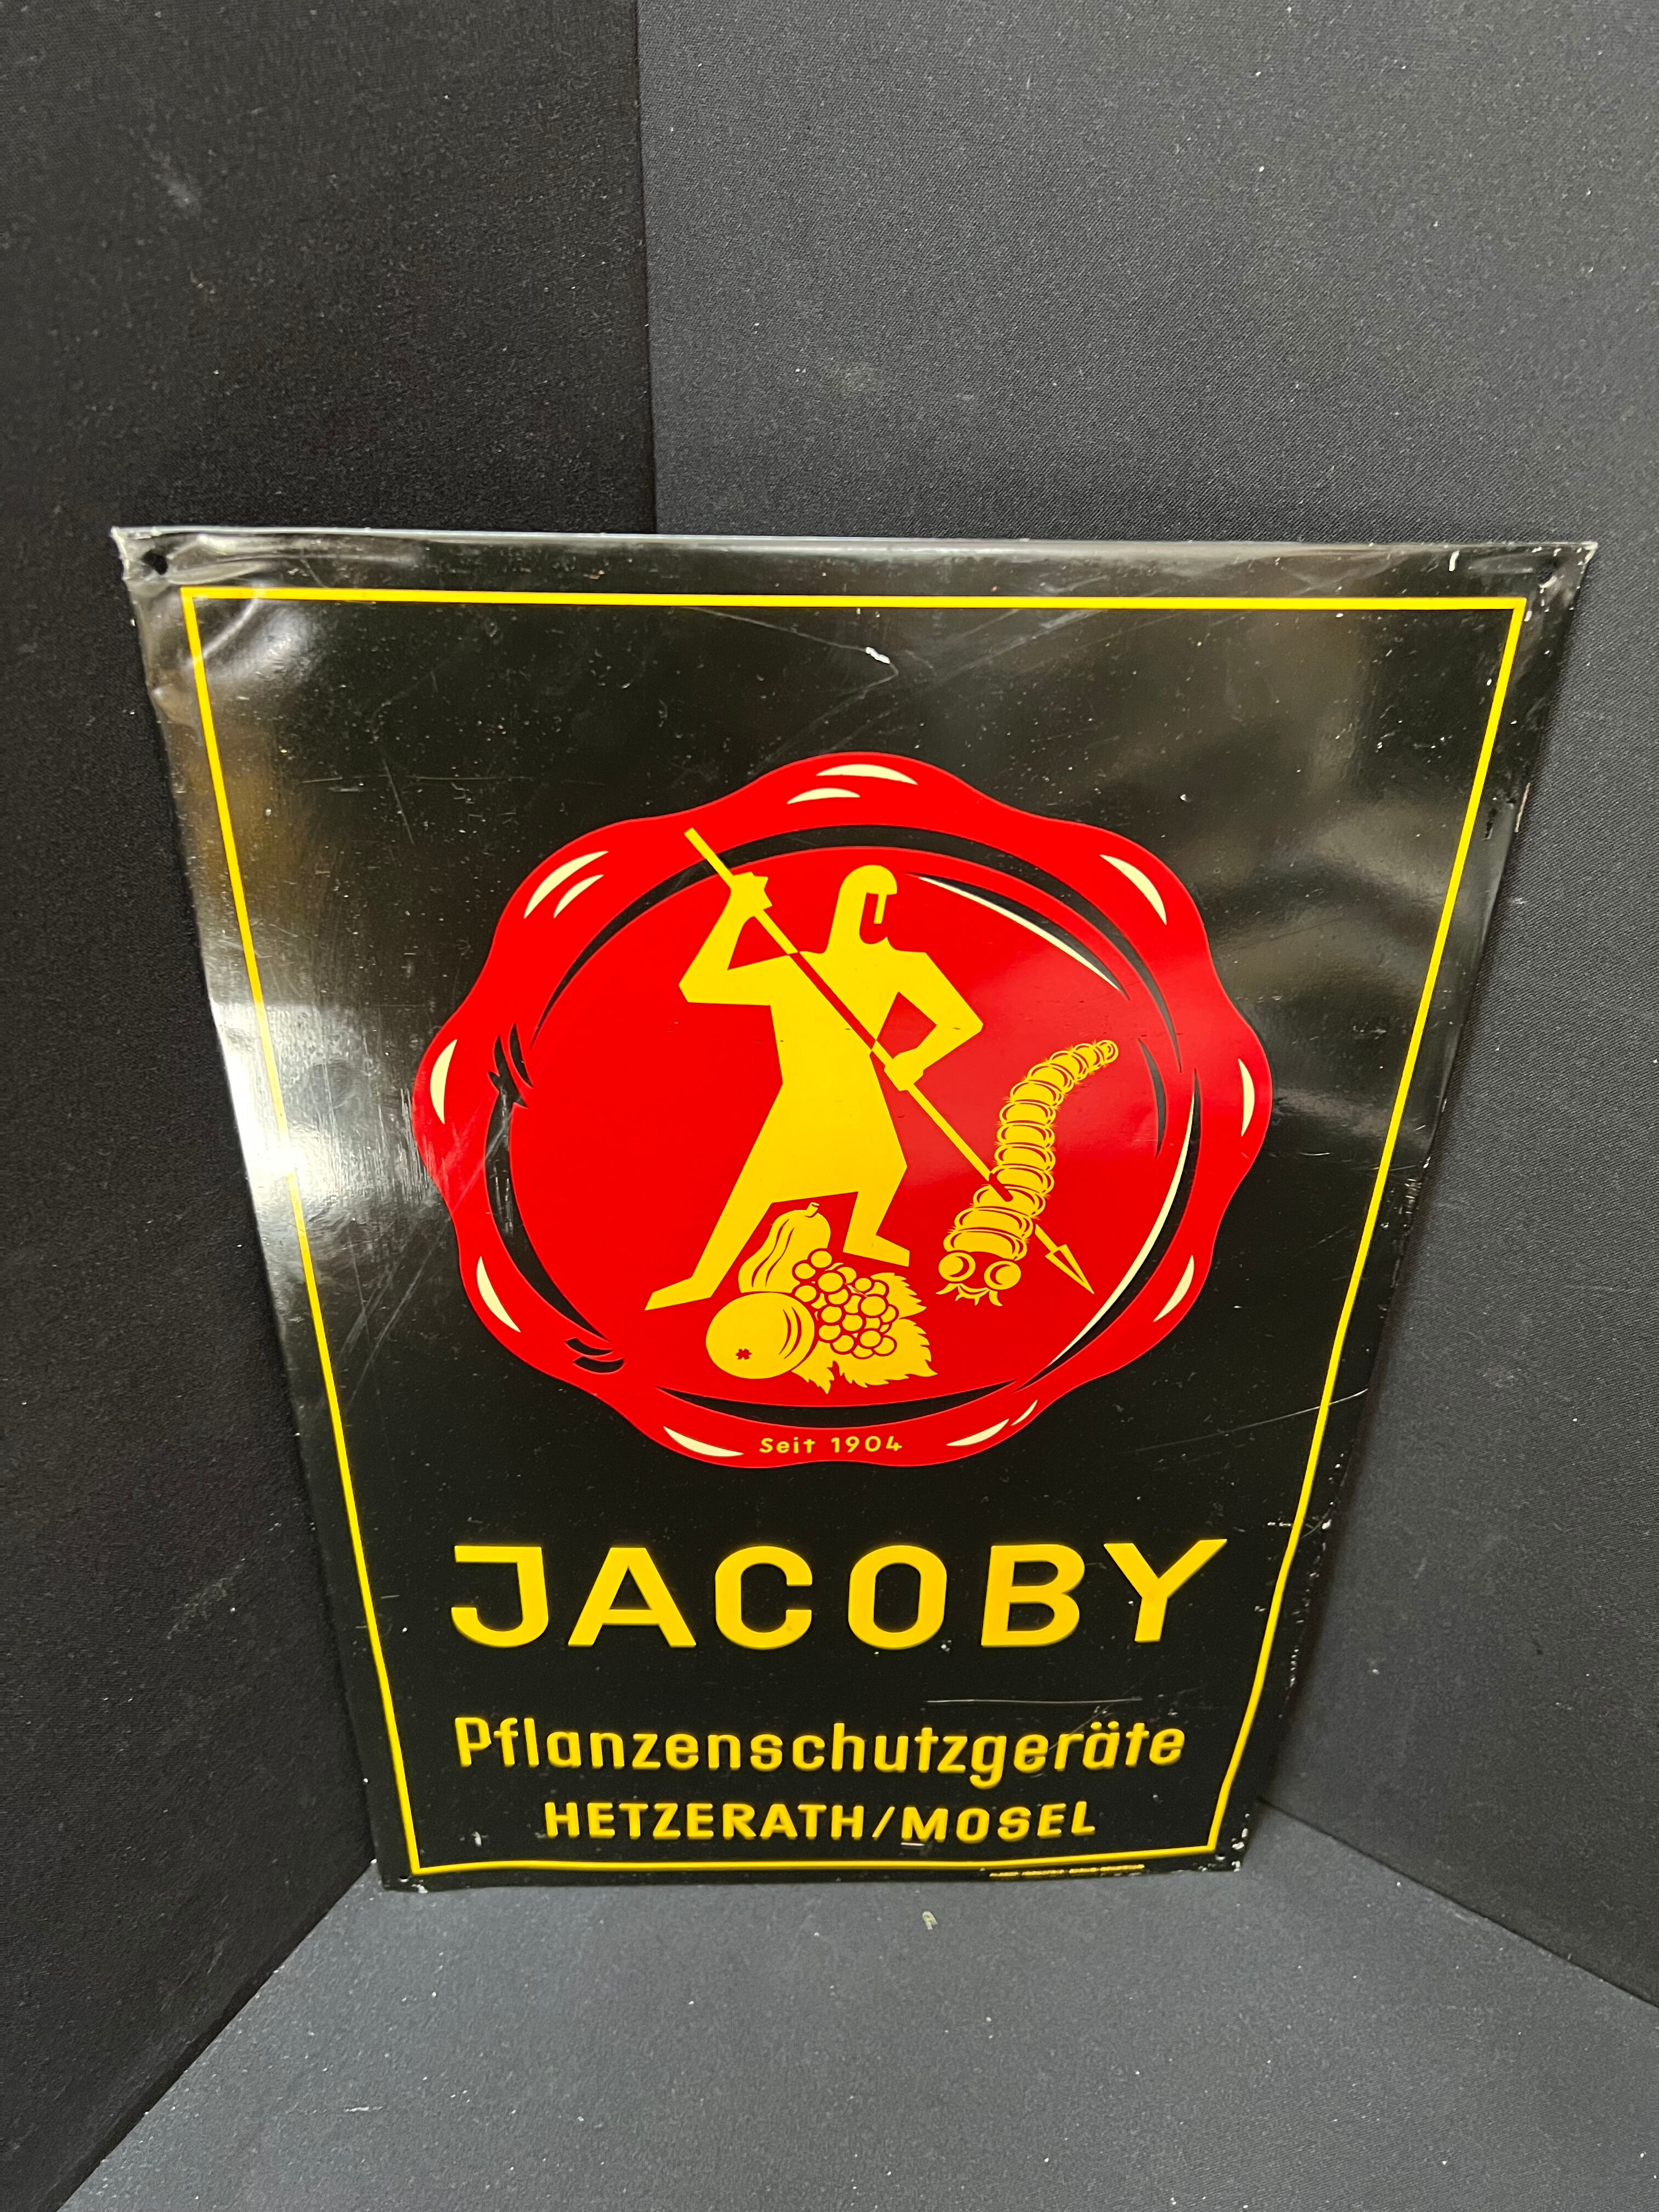 Seit 1904
JACOBY
Pflanzenschutzgeräte
HETZERATH/MOSEL